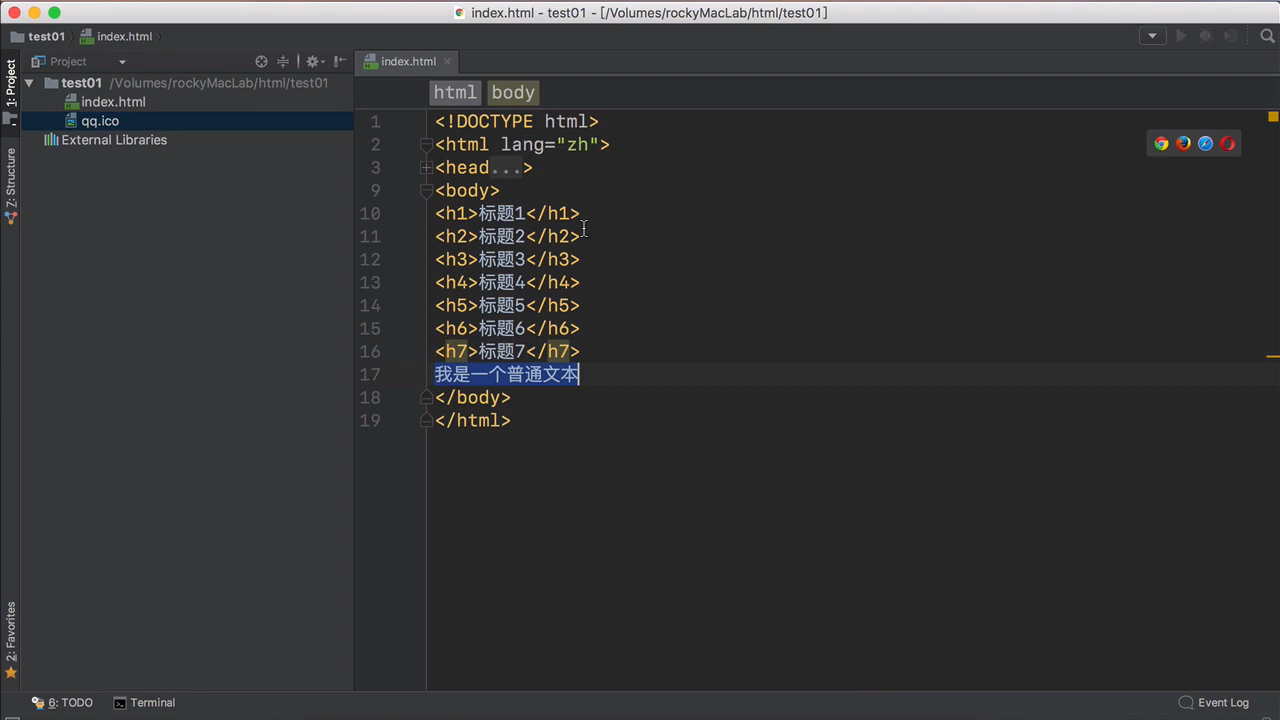 index.html - test01 - [/Volumes/rockyMacLab/html/test01]
test01
index.html
1: Project
Project
test01 /Volumes/rockyMacLab/html/test01
index.html
qq.ico
External Libraries
Z: Structure
2: Favorites
index.html
html body
1 <!DOCTYPE html>
2 <html lang="zh">
3 <head...>
9 <body>
10 <h1>标题1</h1>
11 <h2>标题2</h2>
12 <h3>标题3</h3>
13 <h4>标题4</h4>
14 <h5>标题5</h5>
15 <h6>标题6</h6>
16 <h7>标题7</h7>
17 我是一个普通文本
18 </body>
19 </html>
6: TODO
Terminal
Event Log